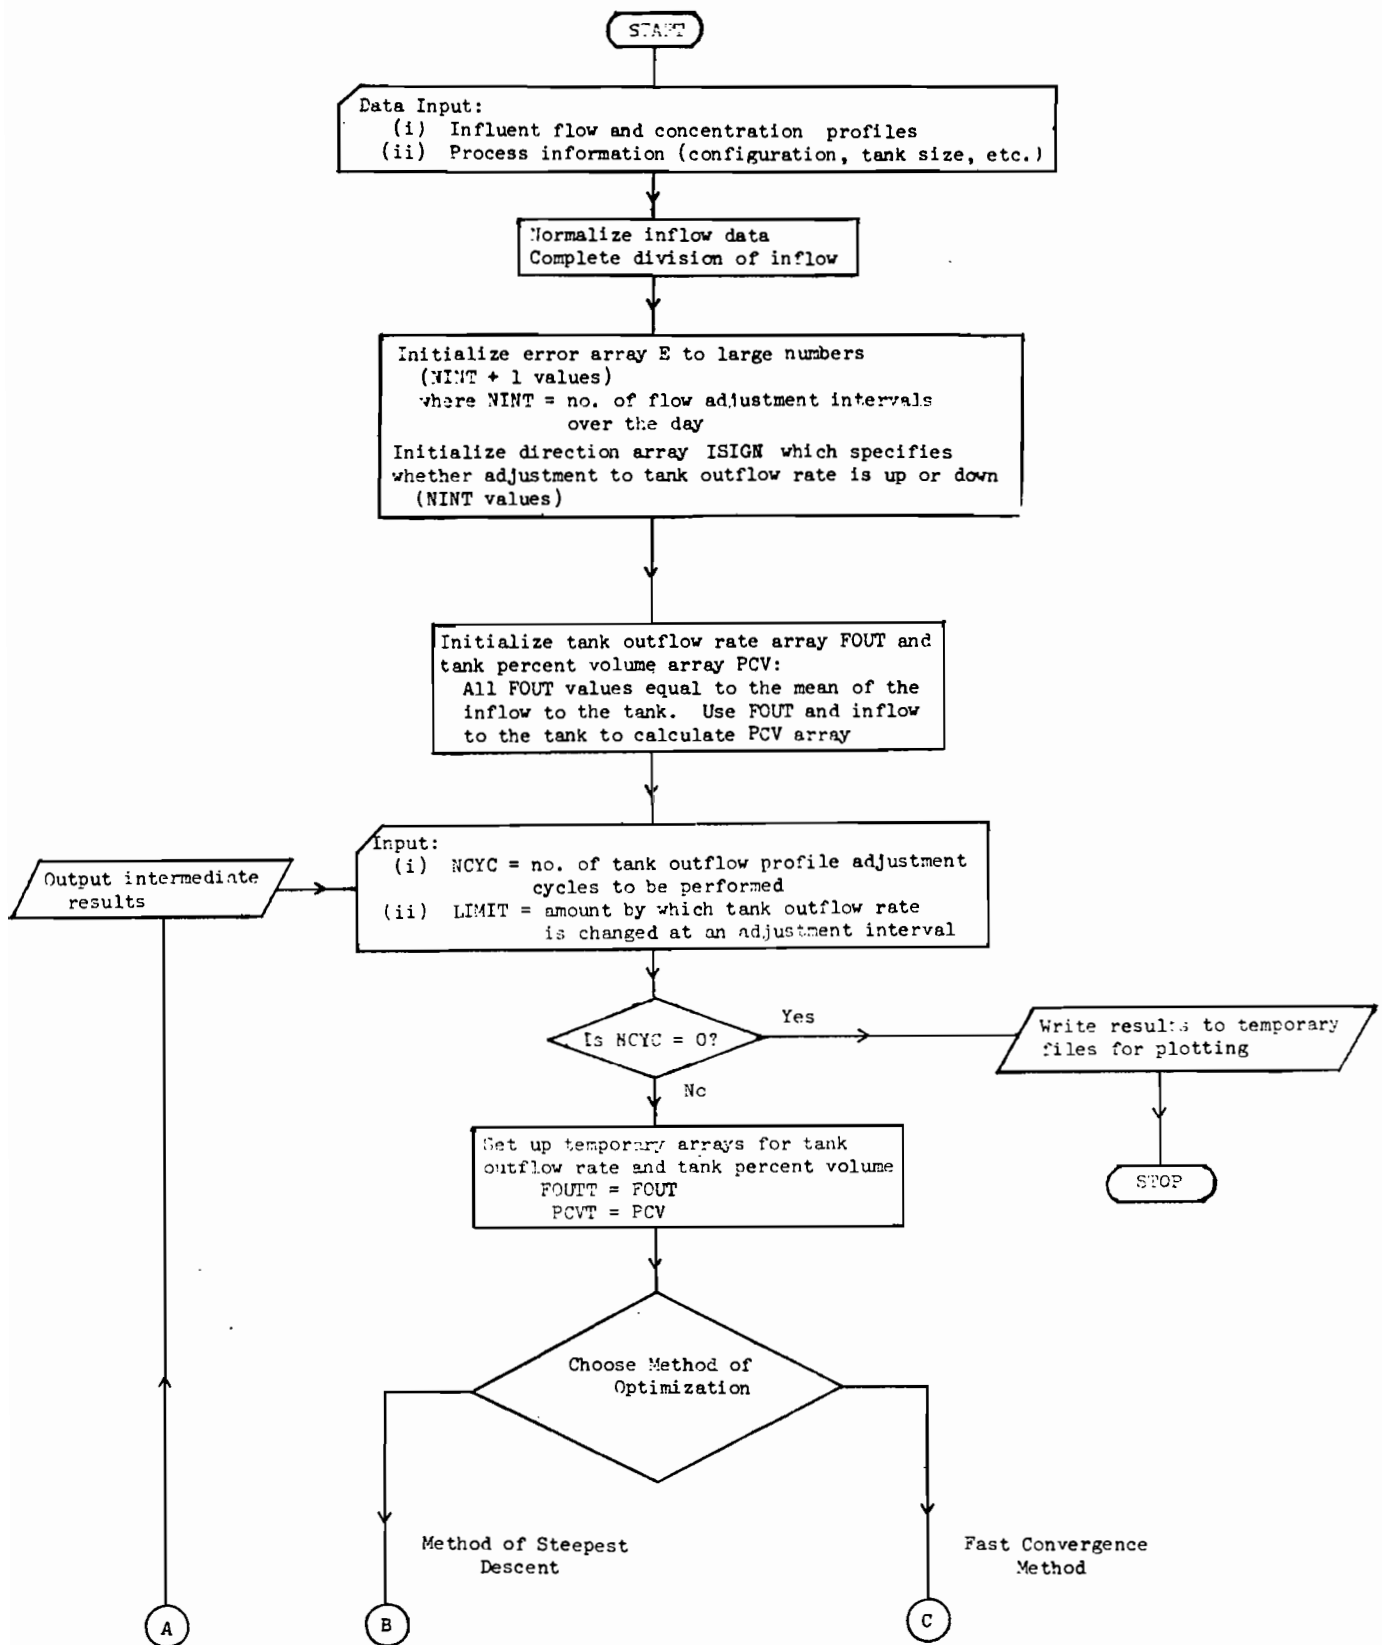 START
Data Input:
(i) Influent flow and concentration profiles
(ii) Process information (configuration, tank size, etc.)
Normalize inflow data
Complete division of inflow
Initialize error array E to large numbers
(NINT + 1 values)
where NINT = no. of flow adjustment intervals
over the day
Initialize direction array ISIGN which specifies
whether adjustment to tank outflow rate is up or down
(NINT values)
Initialize tank outflow rate array FOUT and
tank percent volume array PCV:
All FOUT values equal to the mean of the
inflow to the tank. Use FOUT and inflow
to the tank to calculate PCV array
Input:
(i) NCYC = no. of tank outflow profile adjustment
cycles to be performed
(ii) LIMIT = amount by which tank outflow rate
is changed at an adjustment interval
Output intermediate
results
Is NCYC = 0?
Yes
Write results to temporary
files for plotting
No
STOP
Set up temporary arrays for tank
outflow rate and tank percent volume
FOUTT = FOUT
PCVT = PCV
Choose Method of
Optimization
Method of Steepest
Descent
Fast Convergence
Method
A
B
C